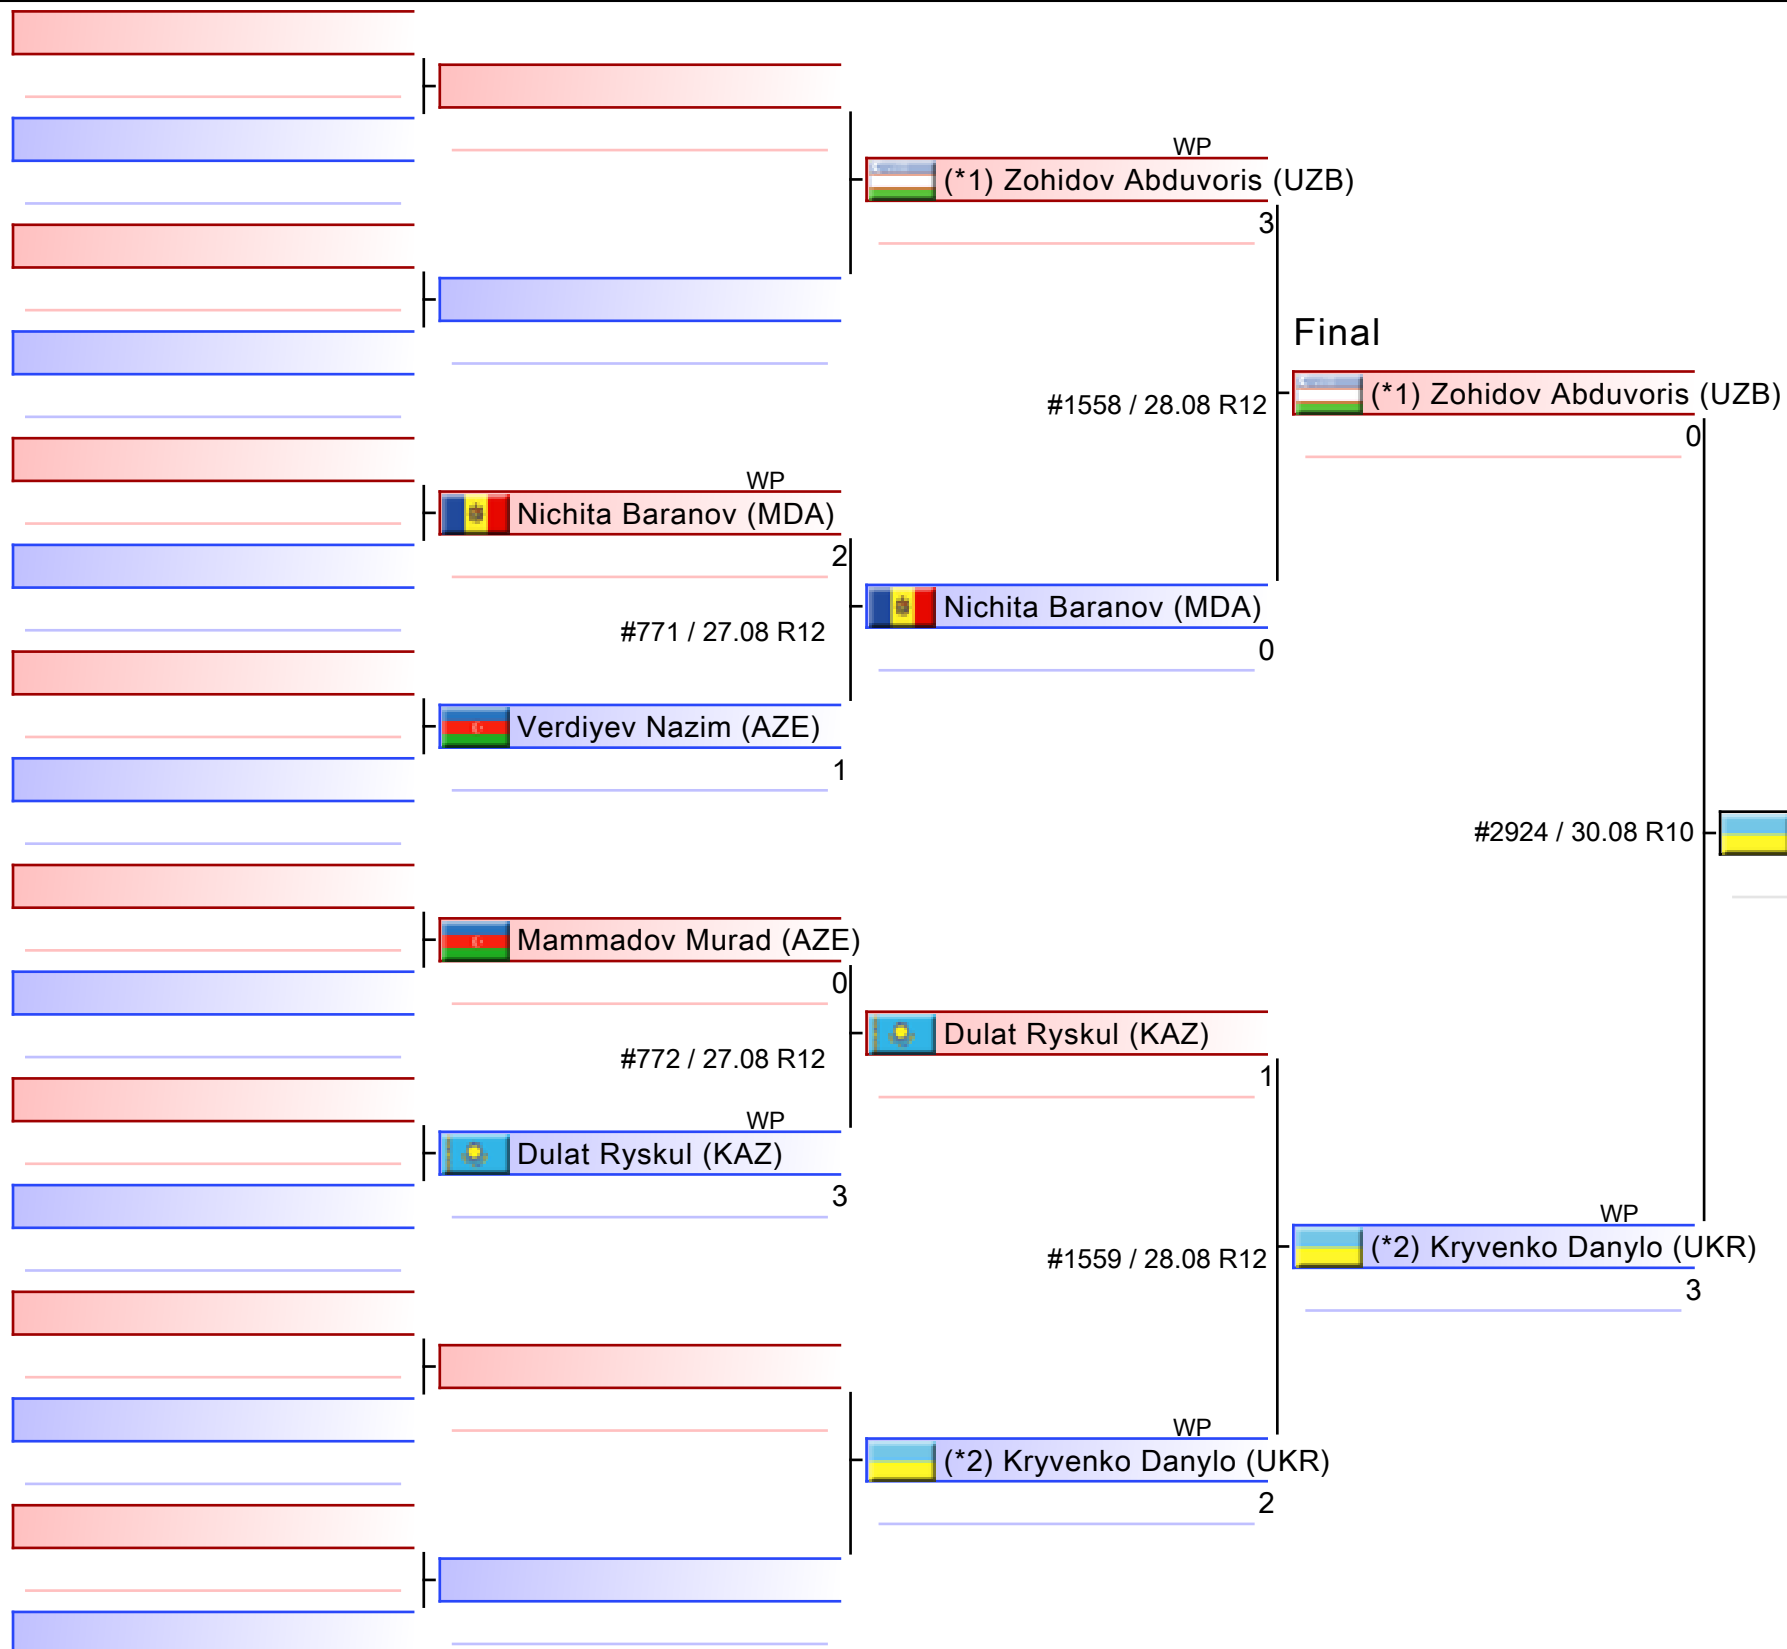 WP
(*1) Zohidov Abduvoris (UZB)
3
Final
#1558 / 28.08 R12
(*1) Zohidov Abduvoris (UZB)
0
WP
Nichita Baranov (MDA)
2
#771 / 27.08 R12
Nichita Baranov (MDA)
0
Verdiyev Nazim (AZE)
1
#2924 / 30.08 R10
Mammadov Murad (AZE)
0
#772 / 27.08 R12
Dulat Ryskul (KAZ)
1
WP
Dulat Ryskul (KAZ)
3
#1559 / 28.08 R12
WP
(*2) Kryvenko Danylo (UKR)
3
WP
(*2) Kryvenko Danylo (UKR)
2